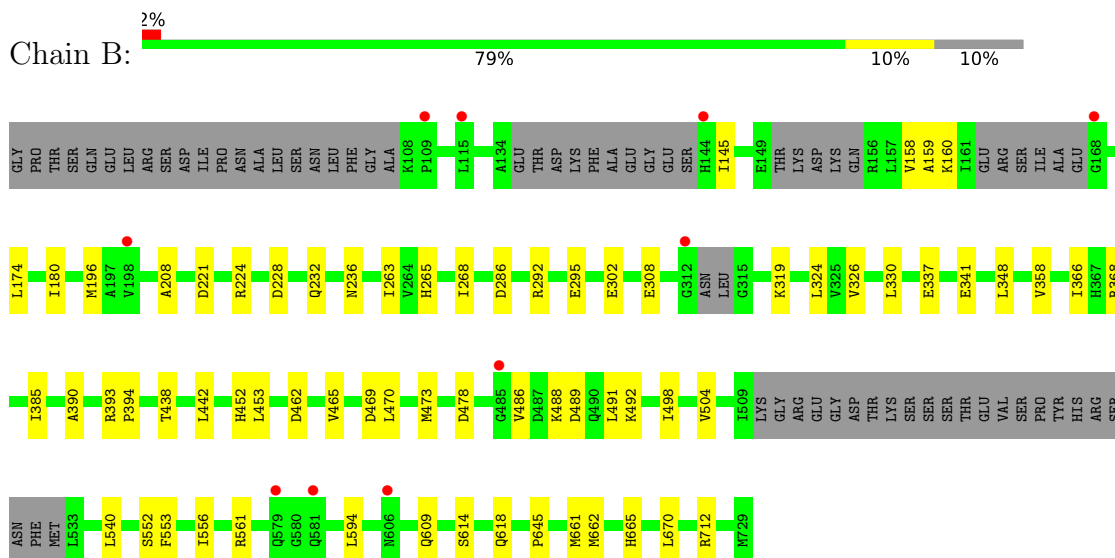 2%
Chain B:
79% 10% 10%
GLY PRO THR SER GLN GLU LEU ARG SER ASP ILE PRO ASN ALA LEU SER ASN LEU PHE GLY ALA K108 P109 L115 A134 GLU THR ASP LYS PHE ALA GLU GLY GLU SER H144 I145 E149 THR LYS ASP LYS GLN R156 L157 V158 A159 K160 I161 GLU ARG SER ILE ALA GLU G168
L174 I180 M196 A197 V198 A208 D221 R224 D228 Q232 N236 I263 V264 H265 I268 D286 R292 E295 E302 E308 G312 ASN LEU G315 K319 L324 V325 V326 L330 E337 E341 L348 V358 I366 H367 R368
I385 A390 R393 P394 T438 L442 H452 L453 D462 V465 D469 L470 M473 D478 G485 V486 D487 K488 D489 Q490 L491 K492 I498 V504 I509 LYS GLY ARG GLU GLY ASP THR LYS SER SER SER THR GLU VAL SER PRO TYR HIS ARG SER
ASN PHE MET L533 L540 S552 F553 I556 R561 Q579 G580 Q581 L594 N606 Q609 S614 Q618 P645 M661 M662 H665 L670 R712 M729